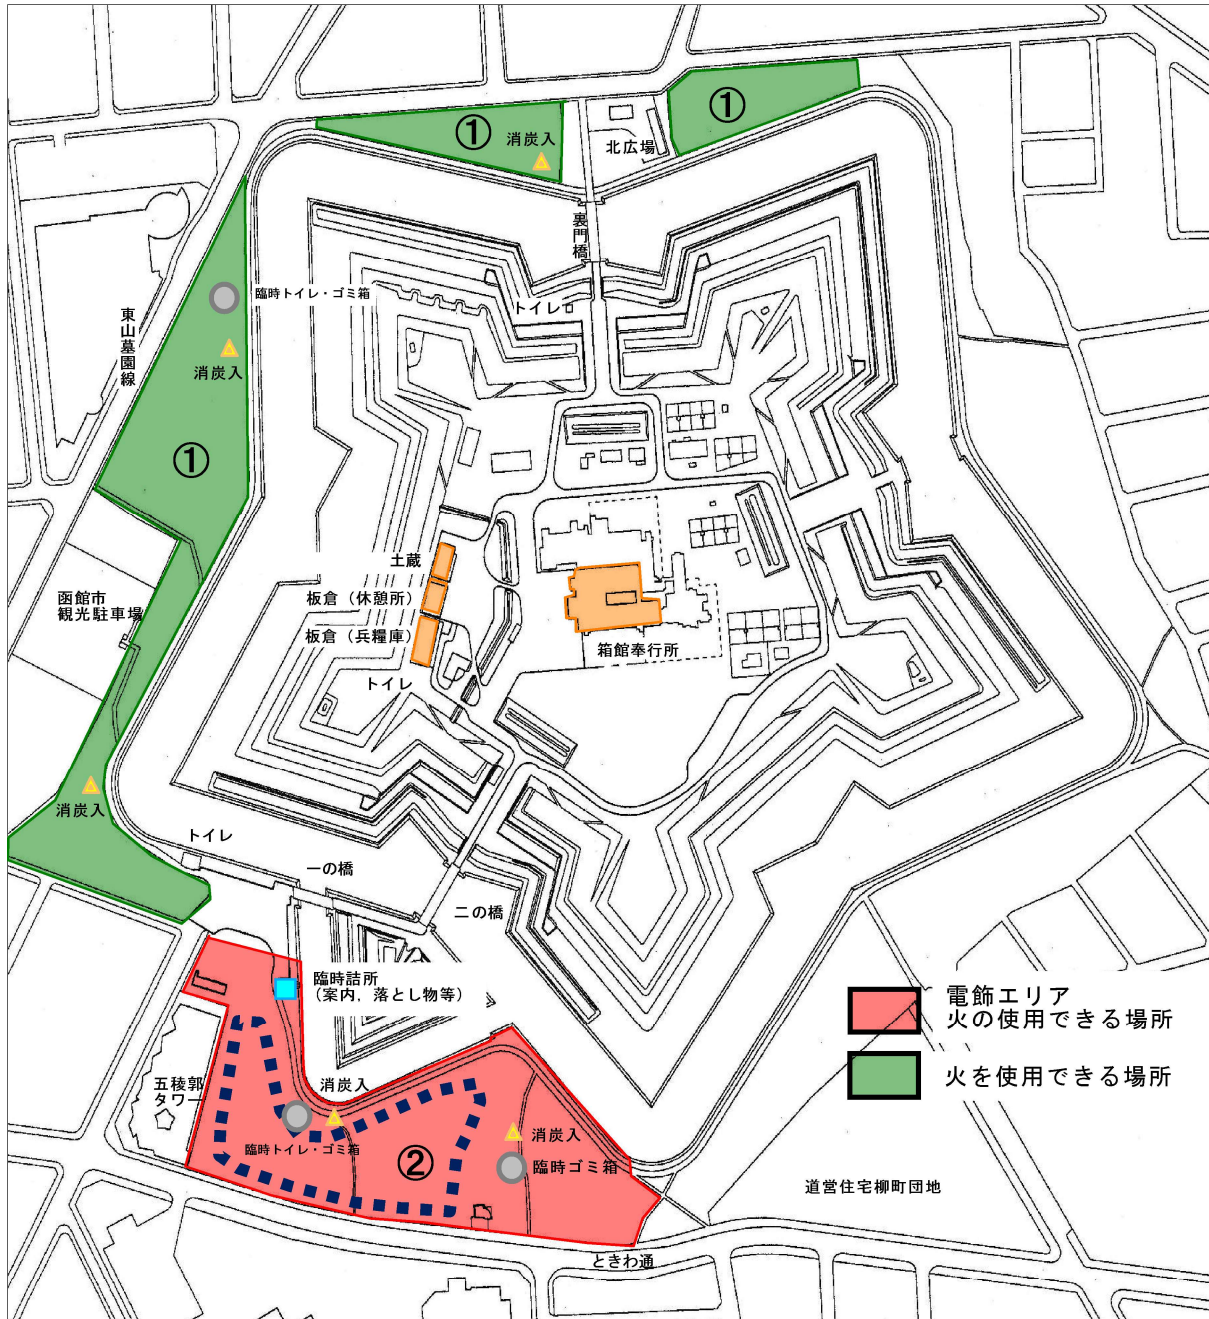 ①
①
消炭入
北広場
裏門橋
臨時トイレ・ゴミ箱
トイレ
東山墓園線
消炭入
①
土蔵
函館市
観光駐車場
板倉（休憩所）
板倉（兵糧庫）
箱館奉行所
トイレ
消炭入
トイレ
一の橋
二の橋
臨時詰所
（案内，落とし物等）
電飾エリア
火の使用できる場所
火を使用できる場所
五稜郭
タワー
消炭入
臨時トイレ・ゴミ箱
②
消炭入
臨時ゴミ箱
道営住宅柳町団地
ときわ通